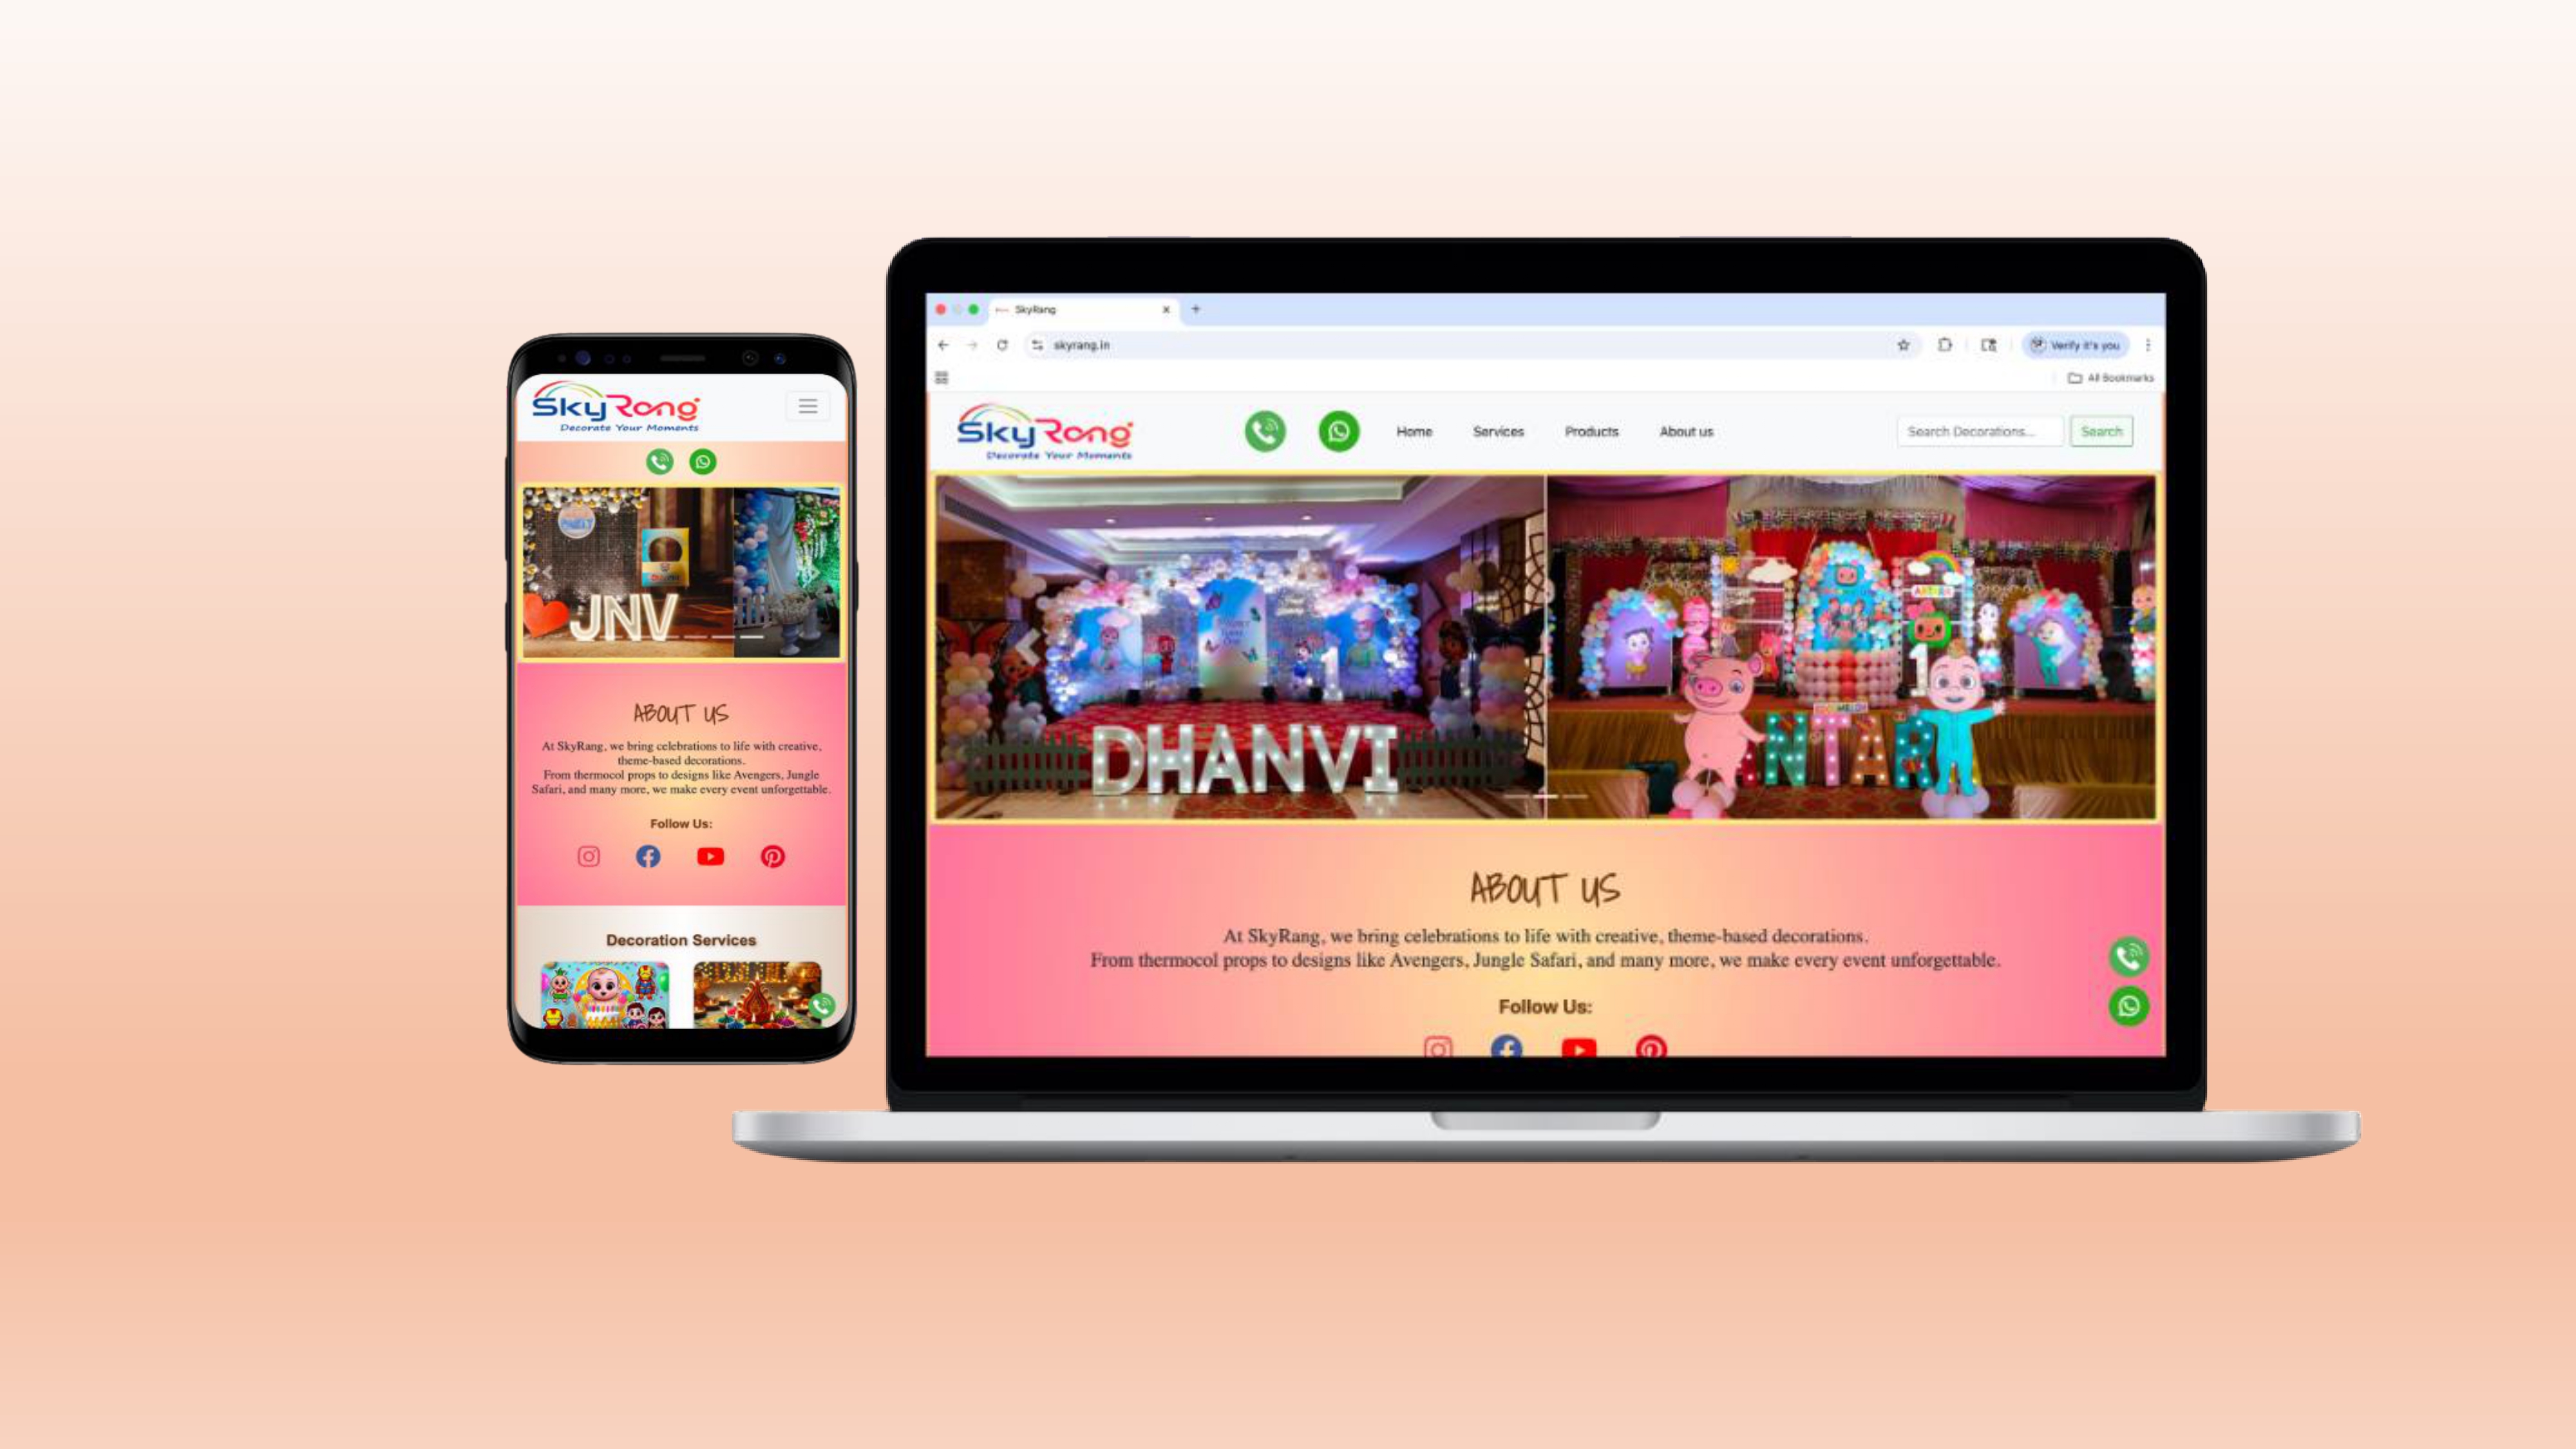 SkyRang
Decorate Your Moments
PARTY
JNV
ABOUT US
At SkyRang, we bring celebrations to life with creative,
theme-based decorations.
From thermocol props to designs like Avengers, Jungle
Safari, and many more, we make every event unforgettable.
Follow Us:
Decoration Services
SkyRang
skyrang.in
Verify it's you
All Bookmarks
SkyRang
Decorate Your Moments
Home
Services
Products
About us
Search Decorations...
Search
1
DHANVI
1
ANTAR
ABOUT US
At SkyRang, we bring celebrations to life with creative, theme-based decorations.
From thermocol props to designs like Avengers, Jungle Safari, and many more, we make every event unforgettable.
Follow Us: